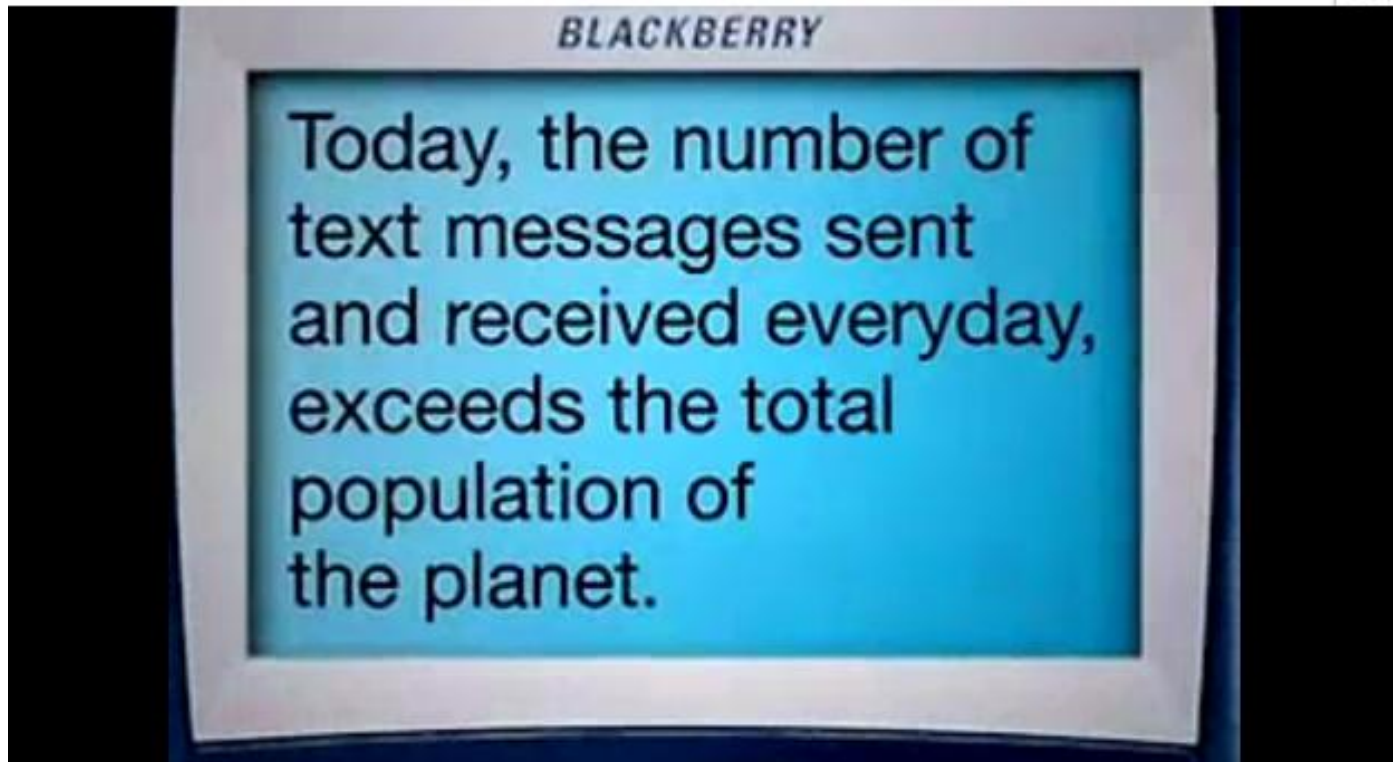 BLACKBERRY
Today, the number of
text messages sent
and received everyday,
exceeds the total
population of
the planet.